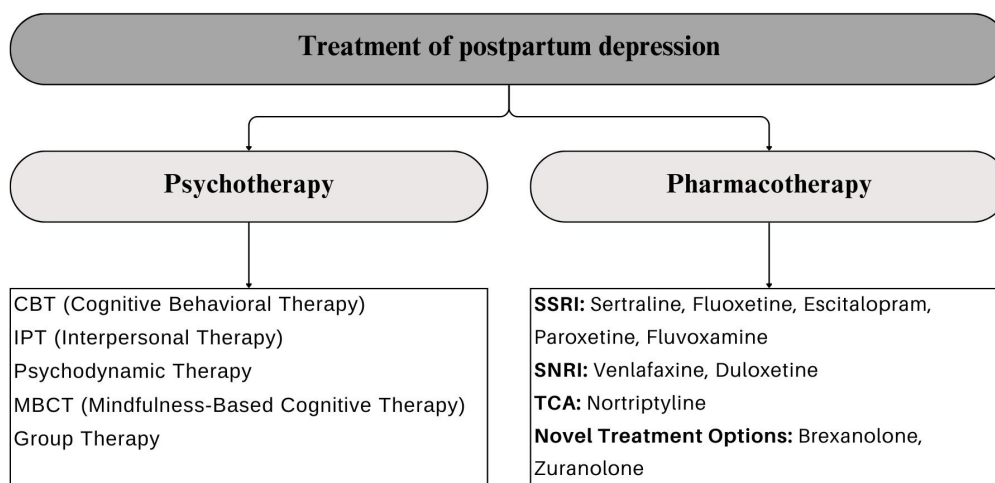 Treatment of postpartum depression
Psychotherapy
Pharmacotherapy
CBT (Cognitive Behavioral Therapy)
IPT (Interpersonal Therapy)
Psychodynamic Therapy
MBCT (Mindfulness-Based Cognitive Therapy)
Group Therapy
SSRI: Sertraline, Fluoxetine, Escitalopram,
Paroxetine, Fluvoxamine
SNRI: Venlafaxine, Duloxetine
TCA: Nortriptyline
Novel Treatment Options: Brexanolone,
Zuranolone